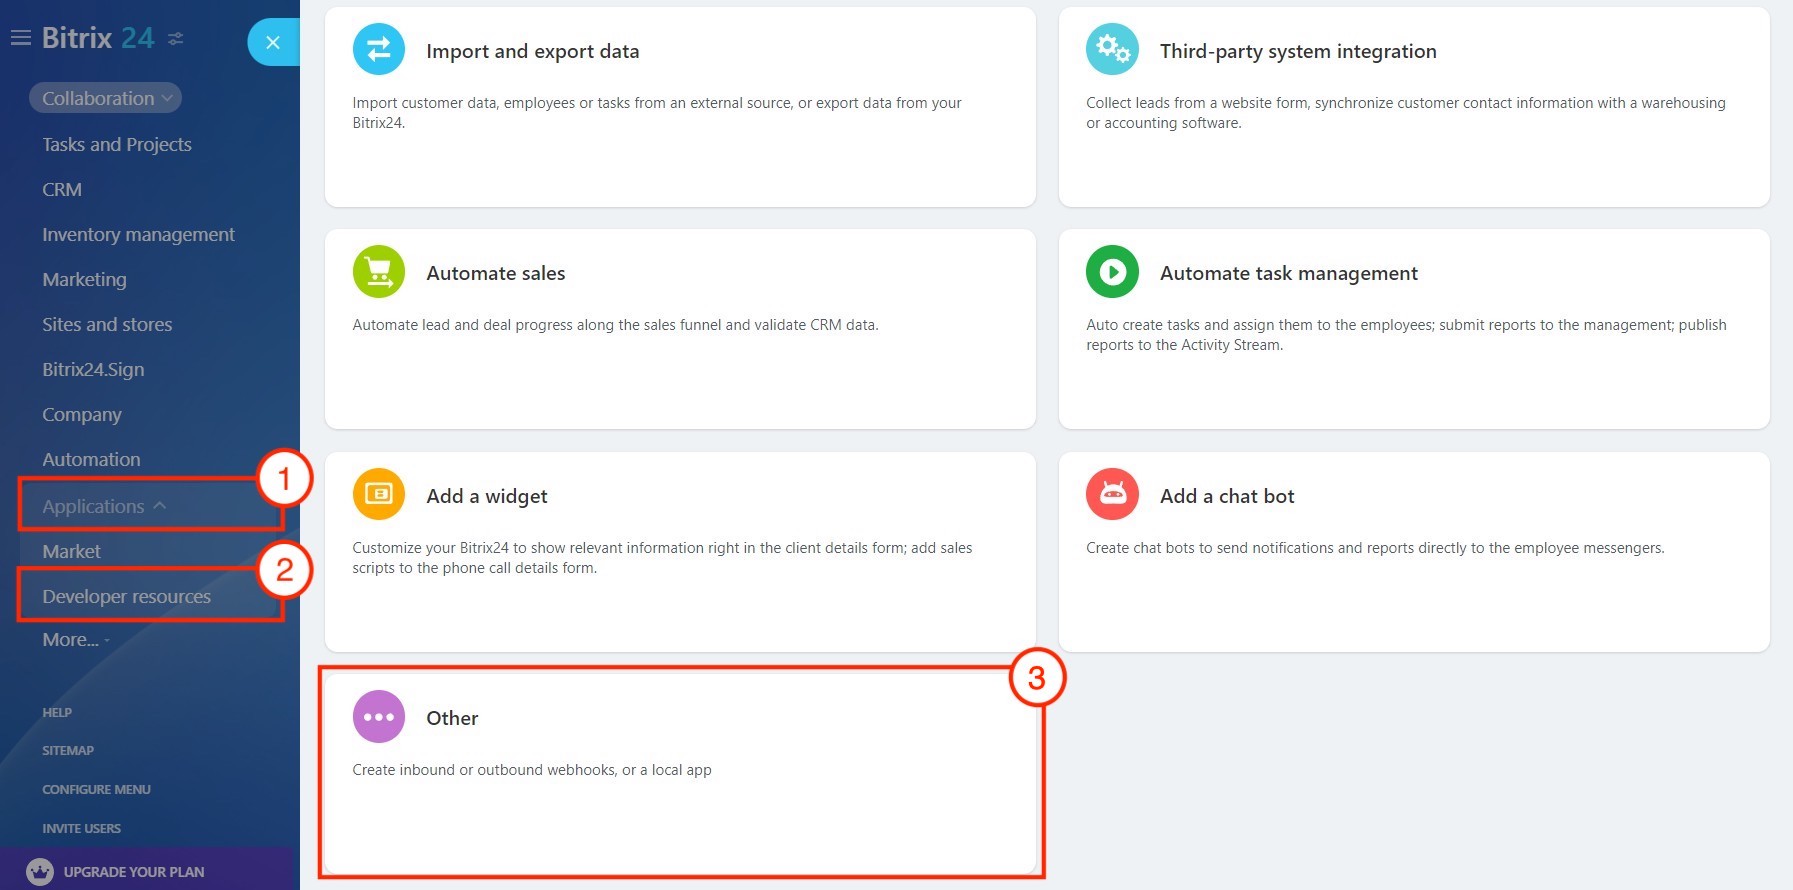 Bitrix 24
Collaboration
Tasks and Projects
CRM
Inventory management
Marketing
Sites and stores
Bitrix24.Sign
Company
Automation
1
Applications
Market
2
Developer resources
More...
HELP
SITEMAP
CONFIGURE MENU
INVITE USERS
UPGRADE YOUR PLAN
Import and export data
Import customer data, employees or tasks from an external source, or export data from your
Bitrix24.
Third-party system integration
Collect leads from a website form, synchronize customer contact information with a warehousing
or accounting software.
Automate sales
Automate lead and deal progress along the sales funnel and validate CRM data.
Automate task management
Auto create tasks and assign them to the employees; submit reports to the management; publish
reports to the Activity Stream.
Add a widget
Customize your Bitrix24 to show relevant information right in the client details form; add sales
scripts to the phone call details form.
Add a chat bot
Create chat bots to send notifications and reports directly to the employee messengers.
3
Other
Create inbound or outbound webhooks, or a local app